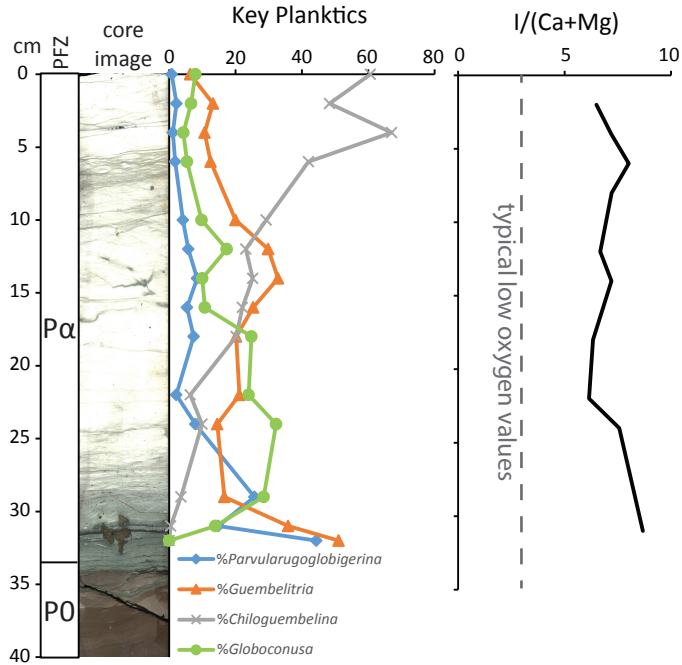 Key Planktics
I/(Ca+Mg)
cm
PFZ
core
image
0 20 40 60 80
0 5 10
0
5
10
15
20
25
30
35
40
Pα
P0
typical low oxygen values
%Parvularugoglobigerina
%Guembelitria
%Chiloguembelina
%Globoconusa